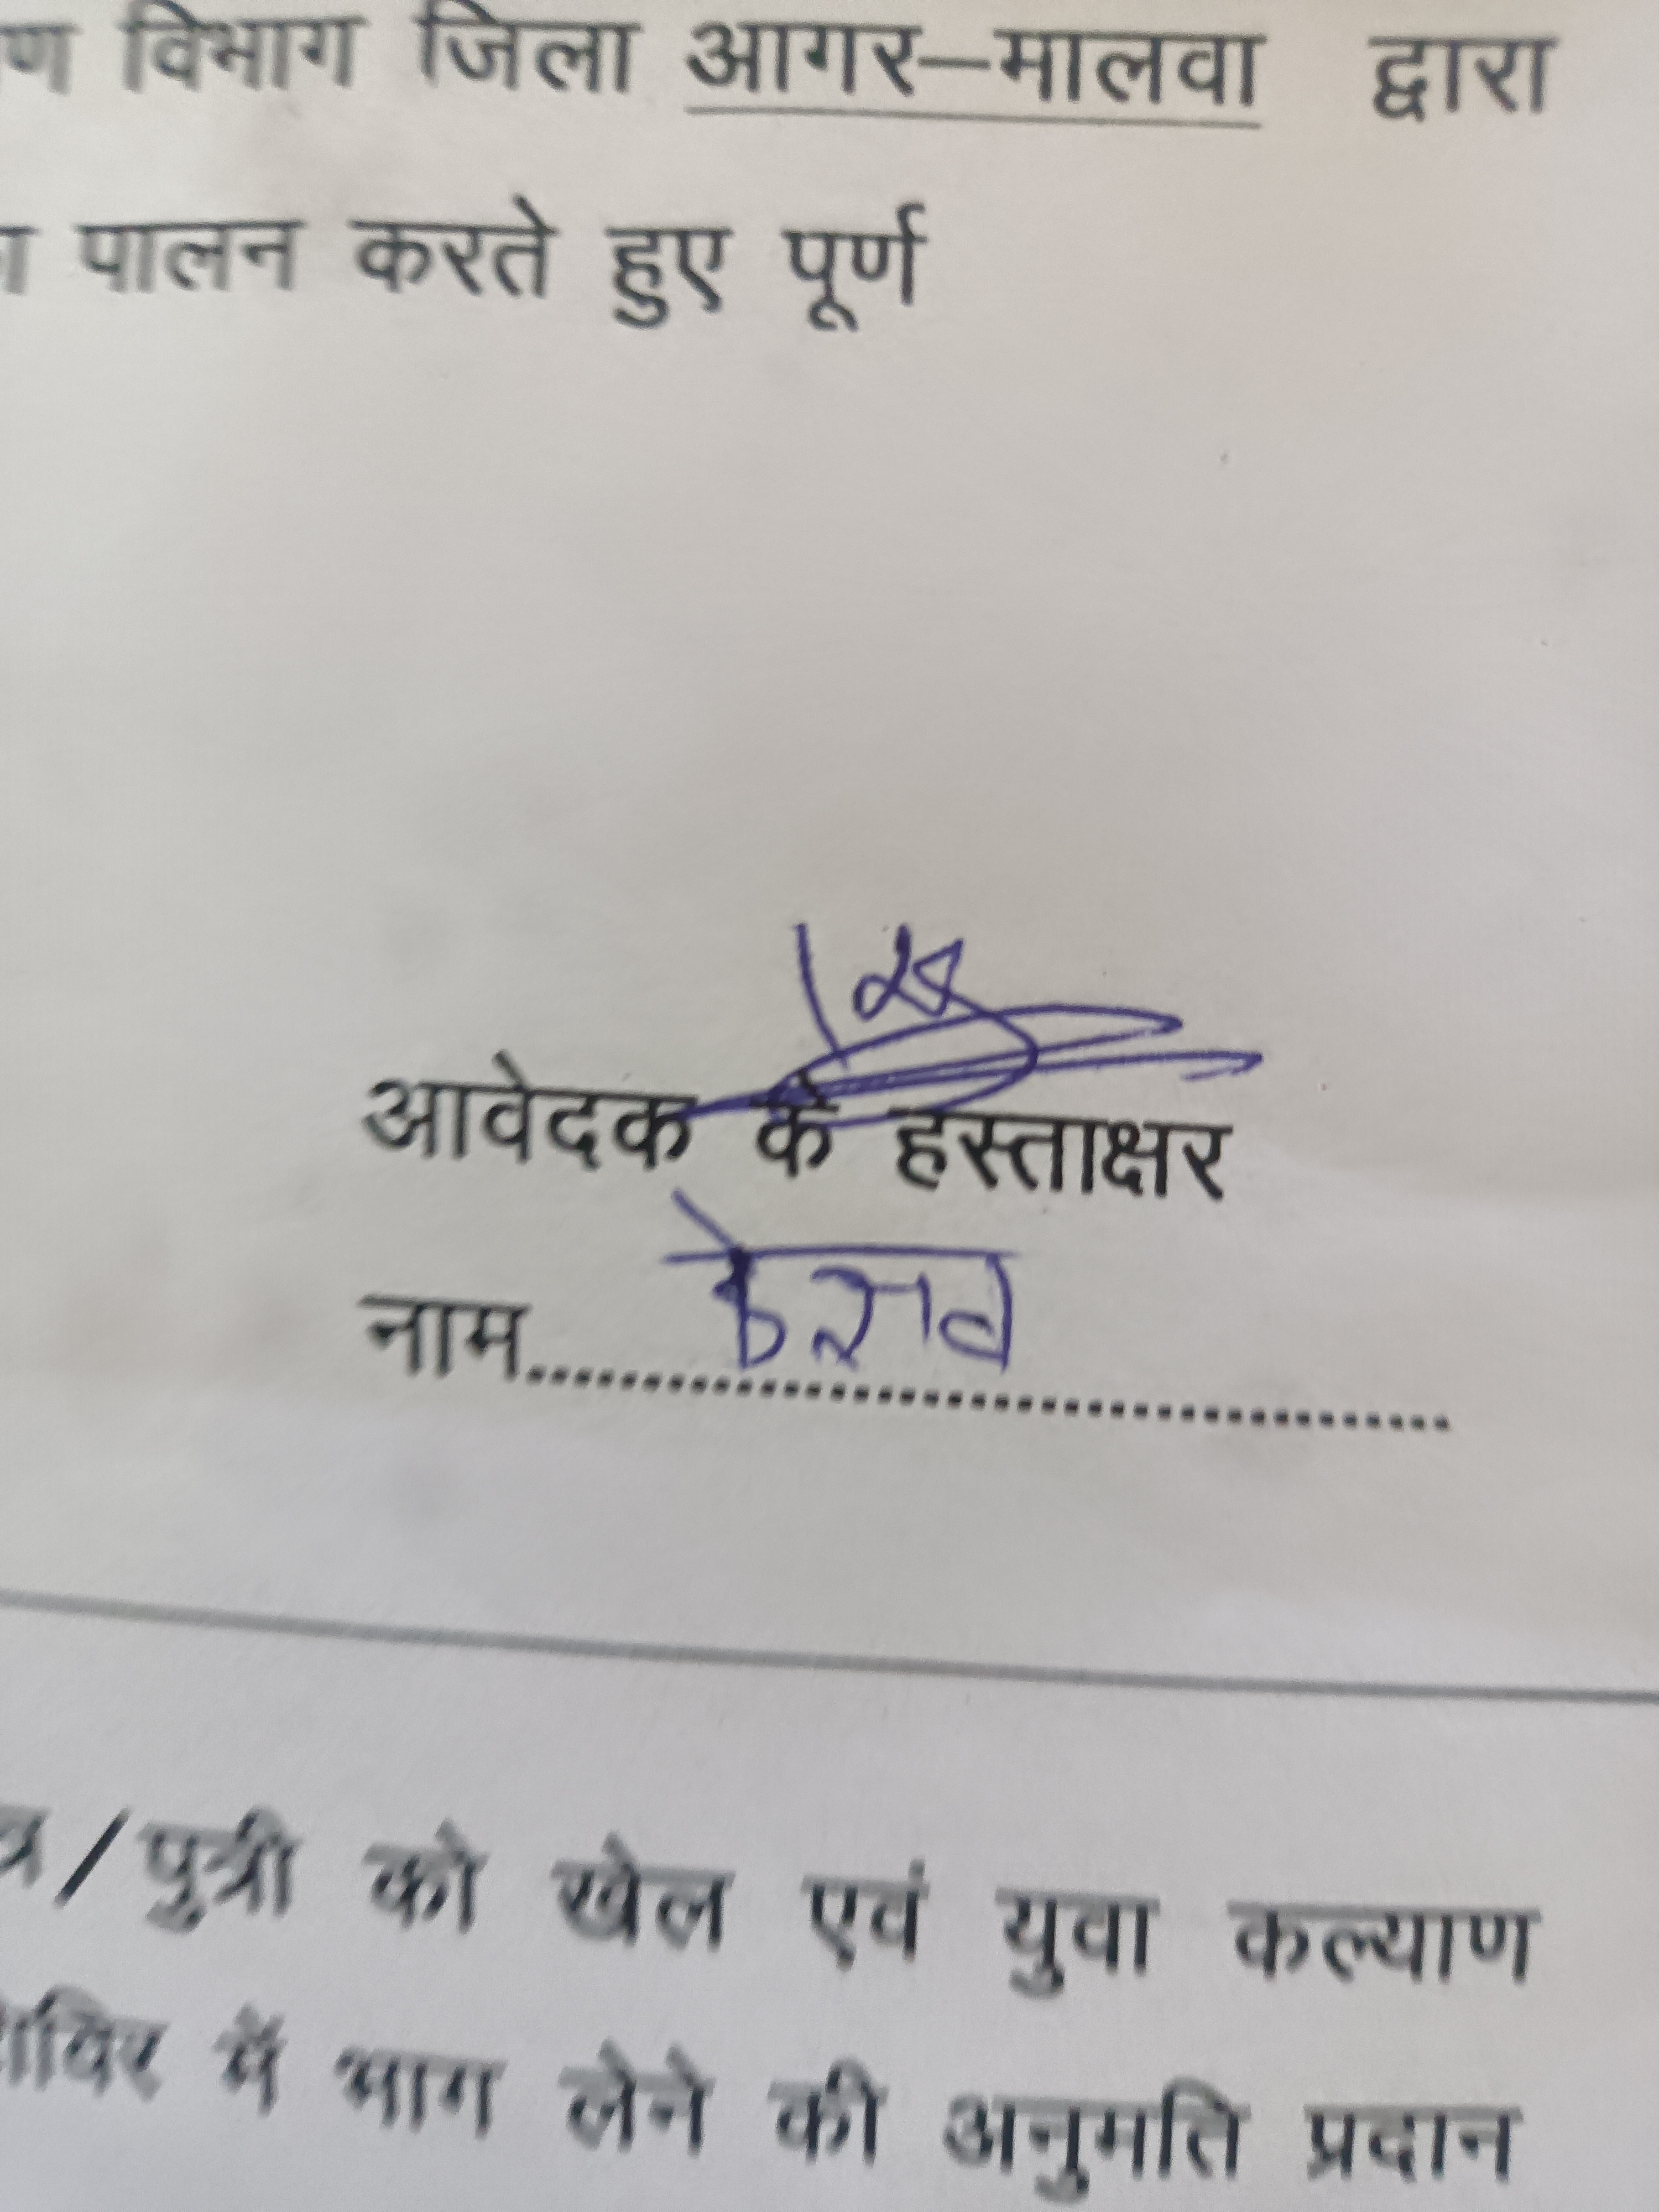 ण विभाग जिला आगर–मालवा द्वारा
पालन करते हुए पूर्ण
आवेदक के हस्ताक्षर
नाम.......... केशव
/पुत्री को खेल एवं युवा कल्याण
में भाग लेने की अनुमति प्रदान